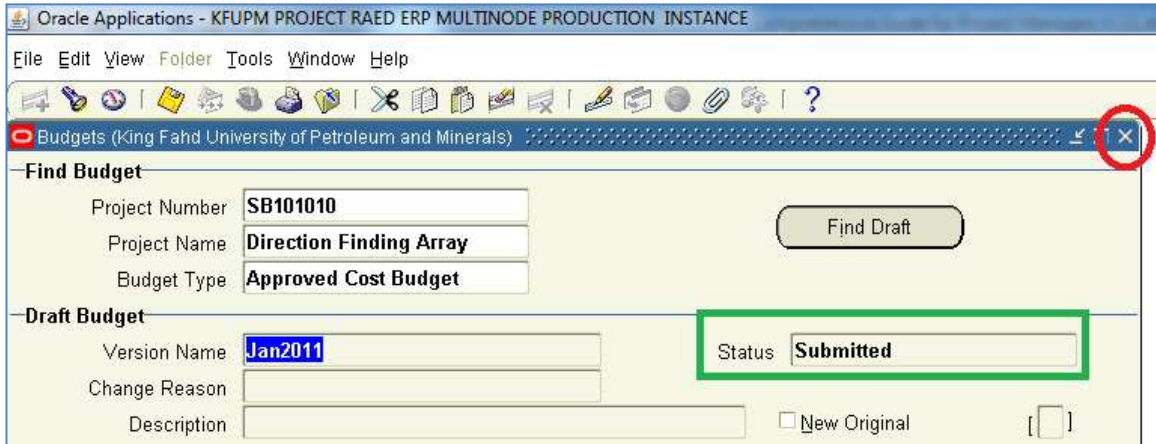 Oracle Applications - KFUPM PROJECT RAED ERP MULTINODE PRODUCTION INSTANCE
File Edit View Folder Tools Window Help
Budgets (King Fahd University of Petroleum and Minerals)
Find Budget
Project Number SB101010
Find Draft
Project Name Direction Finding Array
Budget Type Approved Cost Budget
Draft Budget
Version Name Jan2011 Status Submitted
Change Reason
Description New Original [ ]